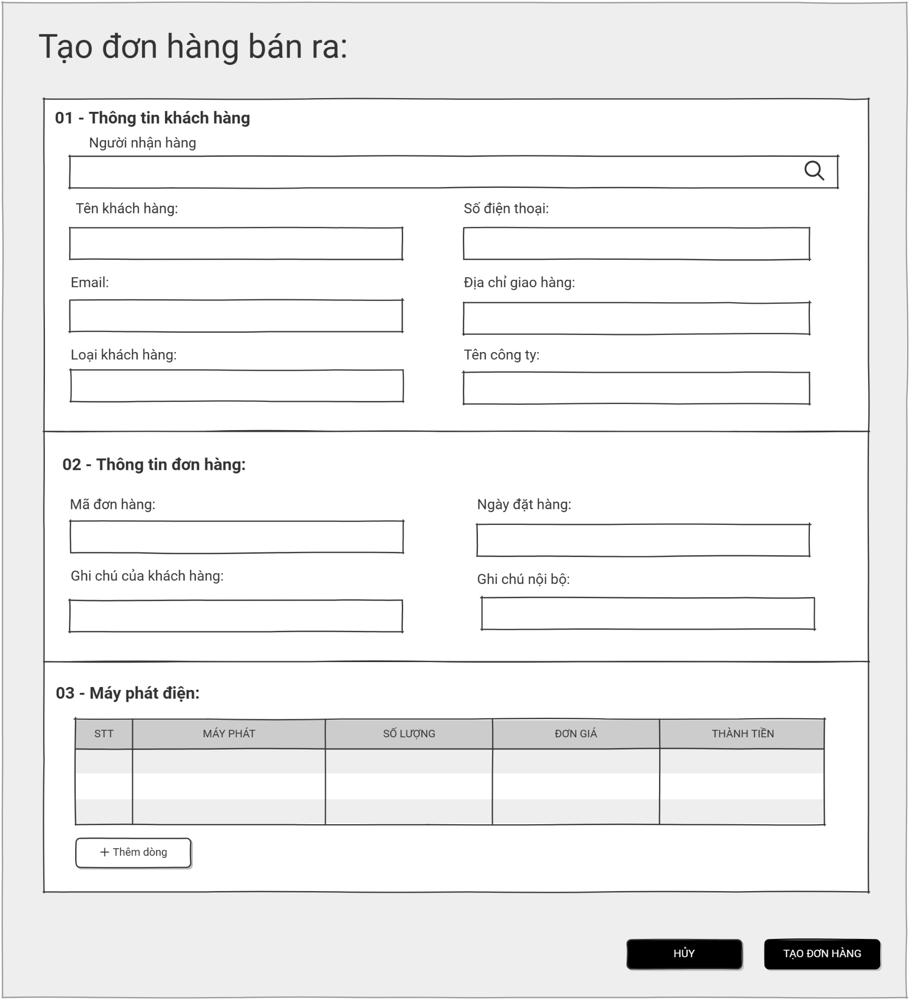 Tạo đơn hàng bán ra:
01 - Thông tin khách hàng
Người nhận hàng
Tên khách hàng:
Số điện thoại:
Email:
Địa chỉ giao hàng:
Loại khách hàng:
Tên công ty:
02 - Thông tin đơn hàng:
Mã đơn hàng:
Ngày đặt hàng:
Ghi chú của khách hàng:
Ghi chú nội bộ:
03 - Máy phát điện:
STT MÁY PHÁT SỐ LƯỢNG ĐƠN GIÁ THÀNH TIỀN
+ Thêm dòng
HỦY
TẠO ĐƠN HÀNG